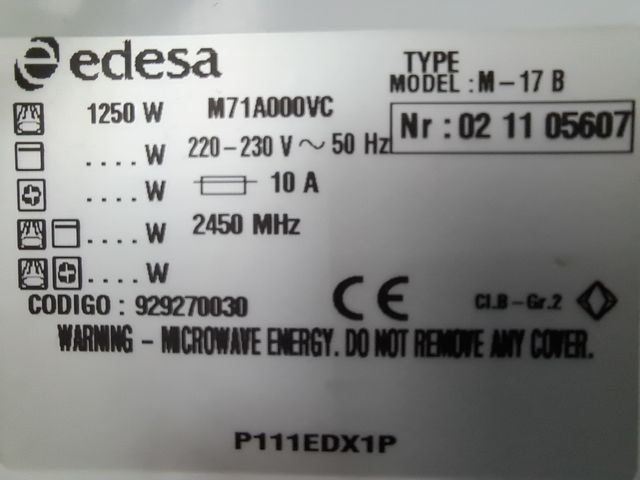 edesa
TYPE
MODEL : M-17 B
1250 W M71A000VC
Nr : 02 11 05607
.... W 220-230 V ~ 50 Hz
.... W 10 A
.... W 2450 MHz
.... W
CODIGO : 929270030 CE Cl.B-Gr.2
WARNING - MICROWAVE ENERGY. DO NOT REMOVE ANY COVER.
P111EDX1P